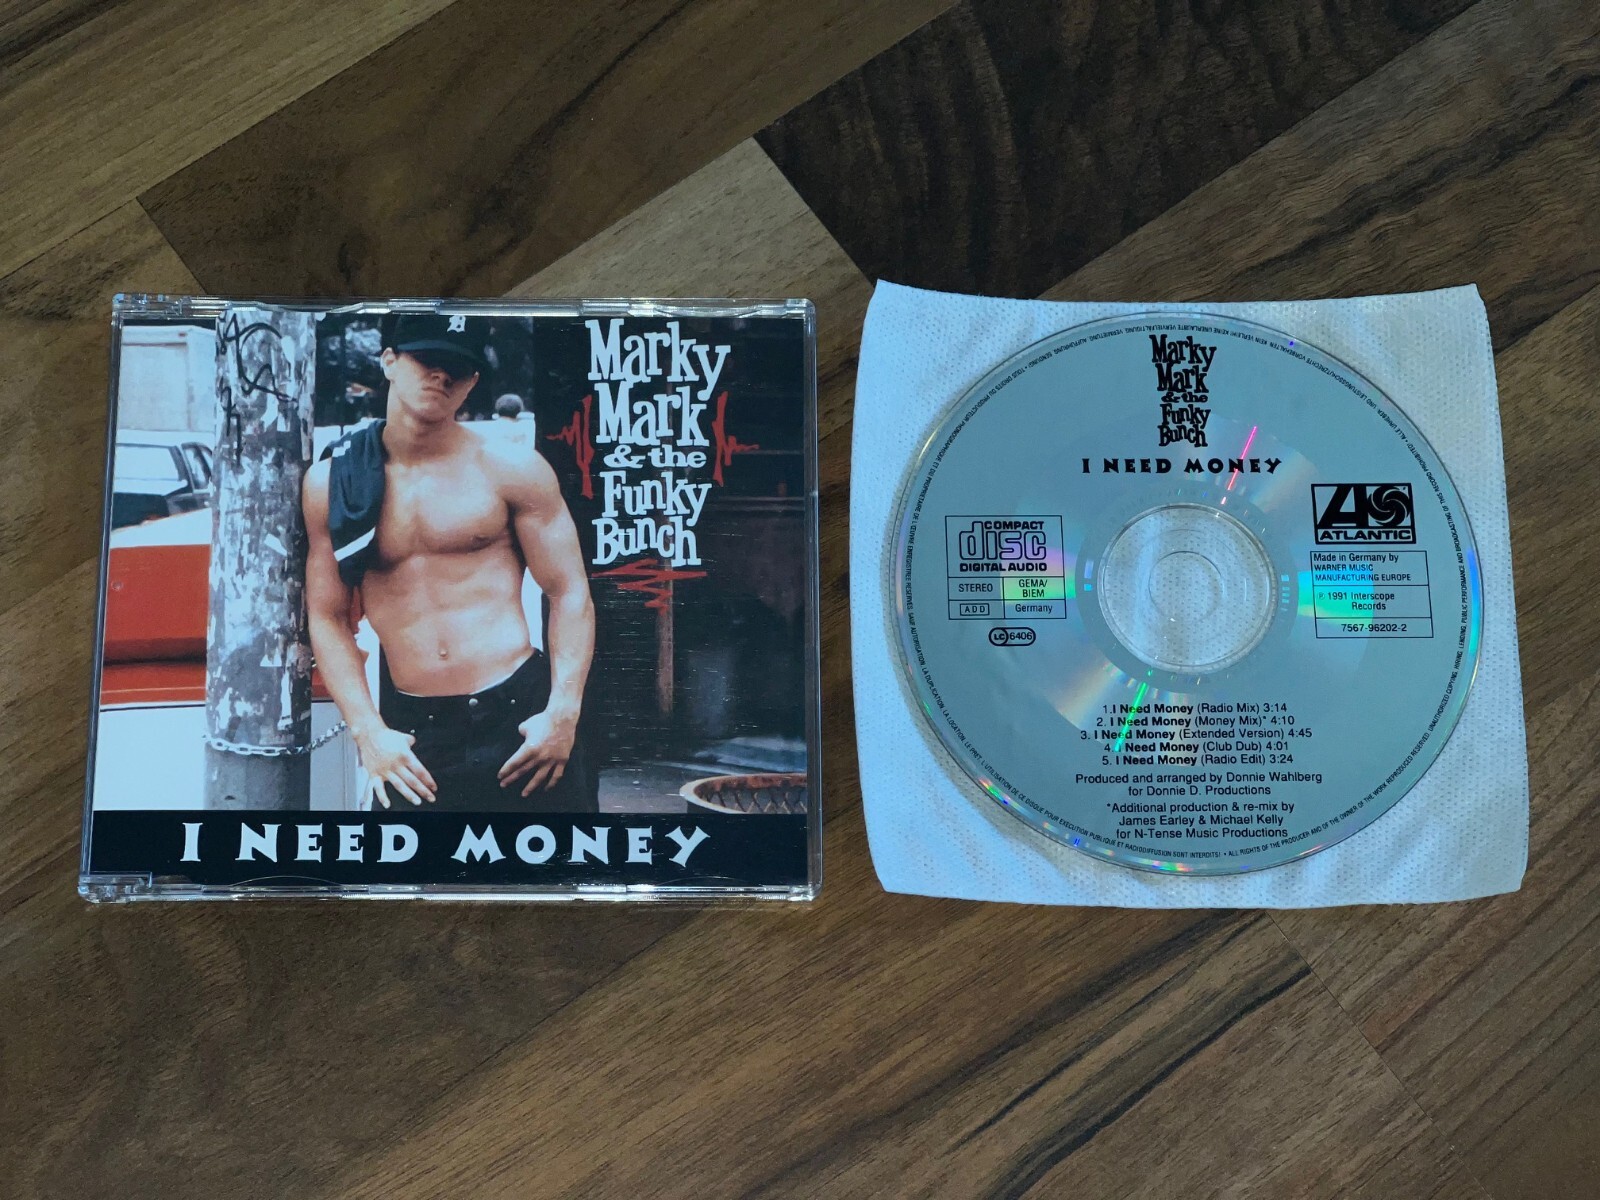 Marky
Mark
& the
Funky
Bunch
I NEED MONEY
Marky
Mark
& the
Funky
Bunch
I NEED MONEY
COMPACT
disc
DIGITAL AUDIO
STEREO
GEMA/
BIEM
ADD
Germany
LC 6406
ATLANTIC
Made in Germany by
WARNER MUSIC
MANUFACTURING EUROPE
℗ 1991 Interscope
Records
7567-96202-2
1. I Need Money (Radio Mix) 3:14
2. I Need Money (Money Mix)* 4:10
3. I Need Money (Extended Version) 4:45
4. I Need Money (Club Dub) 4:01
5. I Need Money (Radio Edit) 3:24
Produced and arranged by Donnie Wahlberg
for Donnie D. Productions
*Additional production & re-mix by
James Earley & Michael Kelly
for N-Tense Music Productions